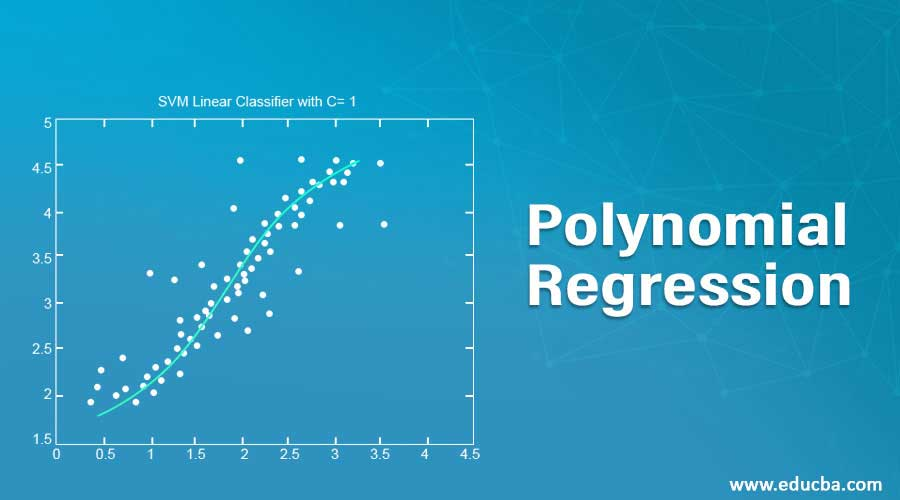 SVM Linear Classifier with C= 1
5
4.5
4
3.5
3
2.5
2
1.5
0 0.5 1 1.5 2 2.5 3 3.5 4 4.5
Polynomial
Regression
www.educba.com